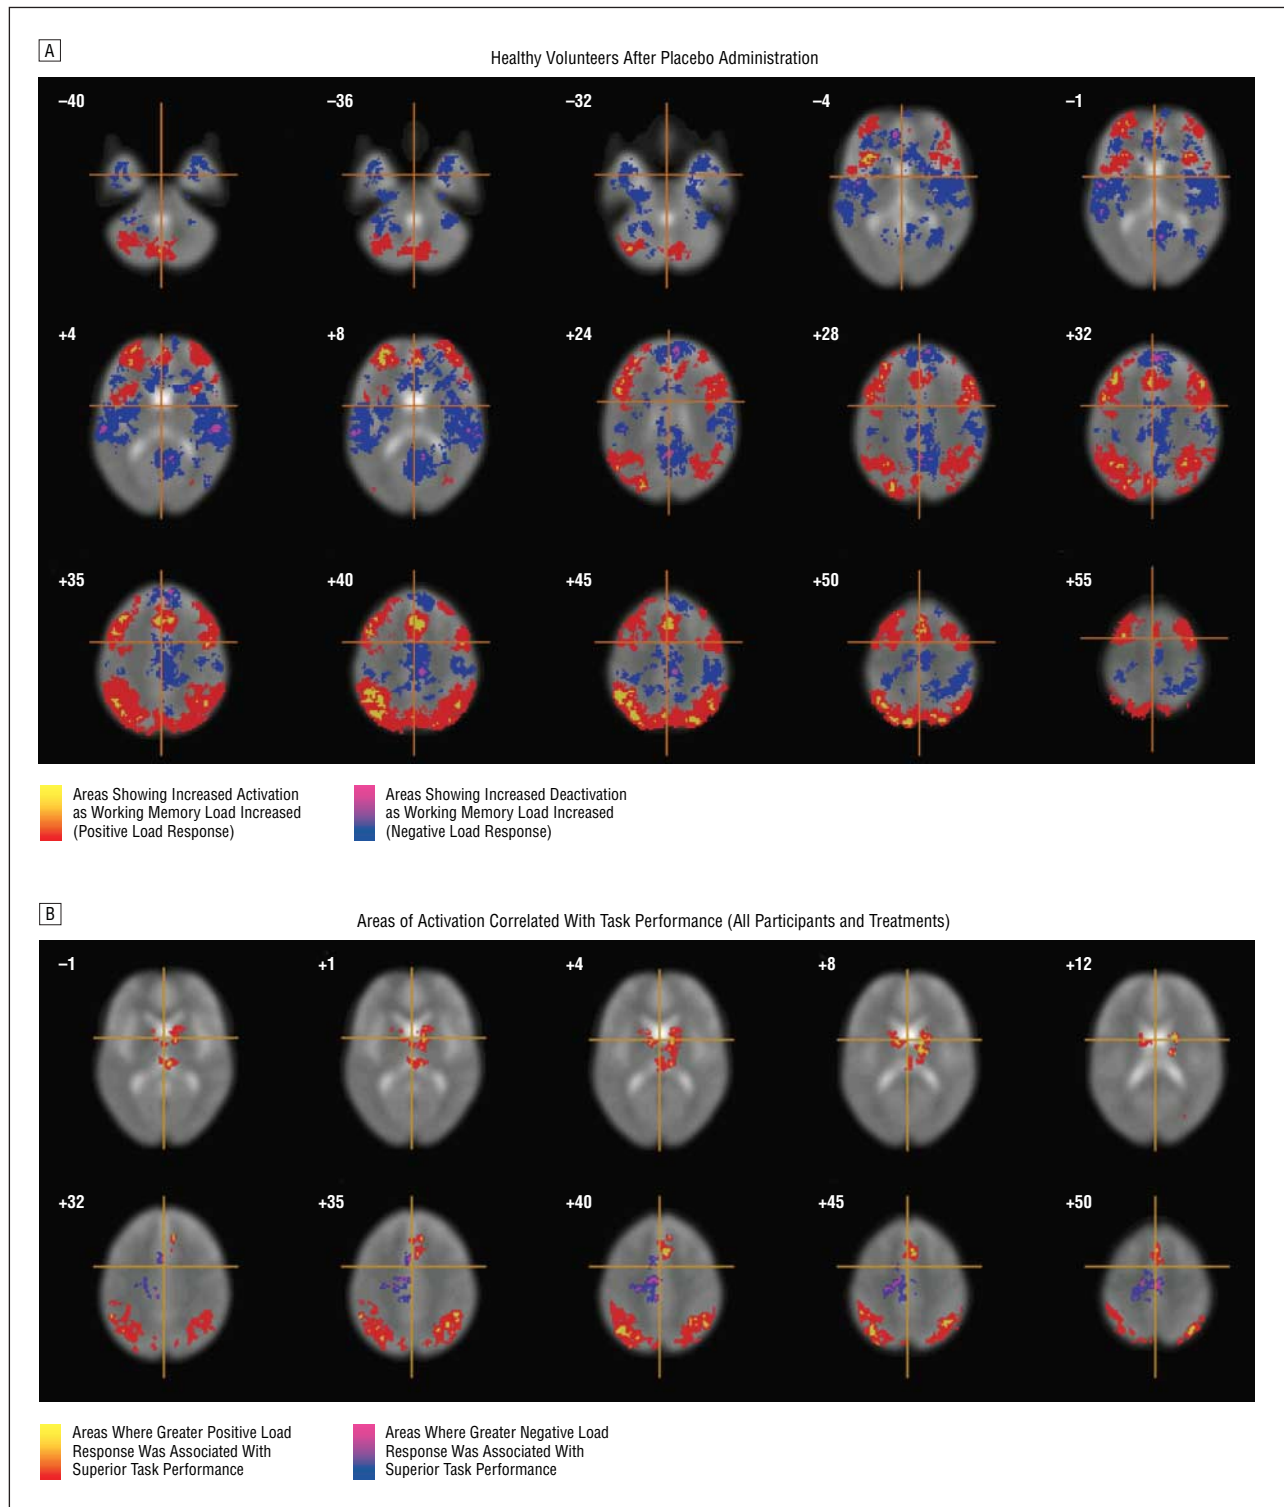 A
Healthy Volunteers After Placebo Administration
–40
–36
–32
–4
–1
+4
+8
+24
+28
+32
+35
+40
+45
+50
+55
Areas Showing Increased Activation
as Working Memory Load Increased
(Positive Load Response)
Areas Showing Increased Deactivation
as Working Memory Load Increased
(Negative Load Response)
B
Areas of Activation Correlated With Task Performance (All Participants and Treatments)
–1
+1
+4
+8
+12
+32
+35
+40
+45
+50
Areas Where Greater Positive Load
Response Was Associated With
Superior Task Performance
Areas Where Greater Negative Load
Response Was Associated With
Superior Task Performance